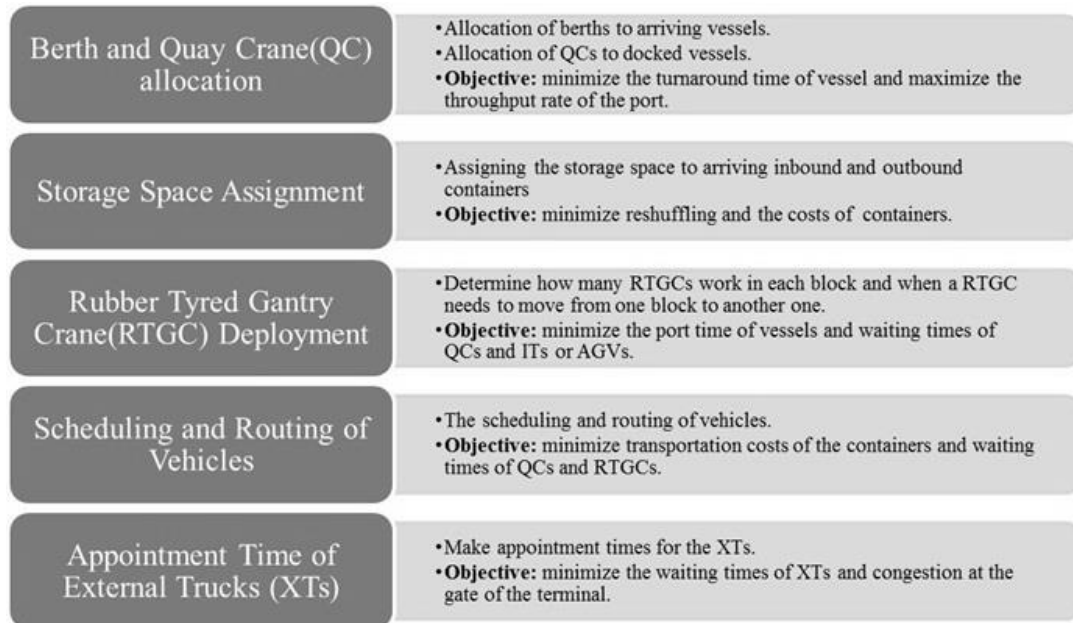 Berth and Quay Crane(QC)
allocation
•Allocation of berths to arriving vessels.
•Allocation of QCs to docked vessels.
•Objective: minimize the turnaround time of vessel and maximize the
throughput rate of the port.
Storage Space Assignment
•Assigning the storage space to arriving inbound and outbound
containers
•Objective: minimize reshuffling and the costs of containers.
Rubber Tyred Gantry
Crane(RTGC) Deployment
•Determine how many RTGCs work in each block and when a RTGC
needs to move from one block to another one.
•Objective: minimize the port time of vessels and waiting times of
QCs and ITs or AGVs.
Scheduling and Routing of
Vehicles
•The scheduling and routing of vehicles.
•Objective: minimize transportation costs of the containers and waiting
times of QCs and RTGCs.
Appointment Time of
External Trucks (XTs)
•Make appointment times for the XTs.
•Objective: minimize the waiting times of XTs and congestion at the
gate of the terminal.